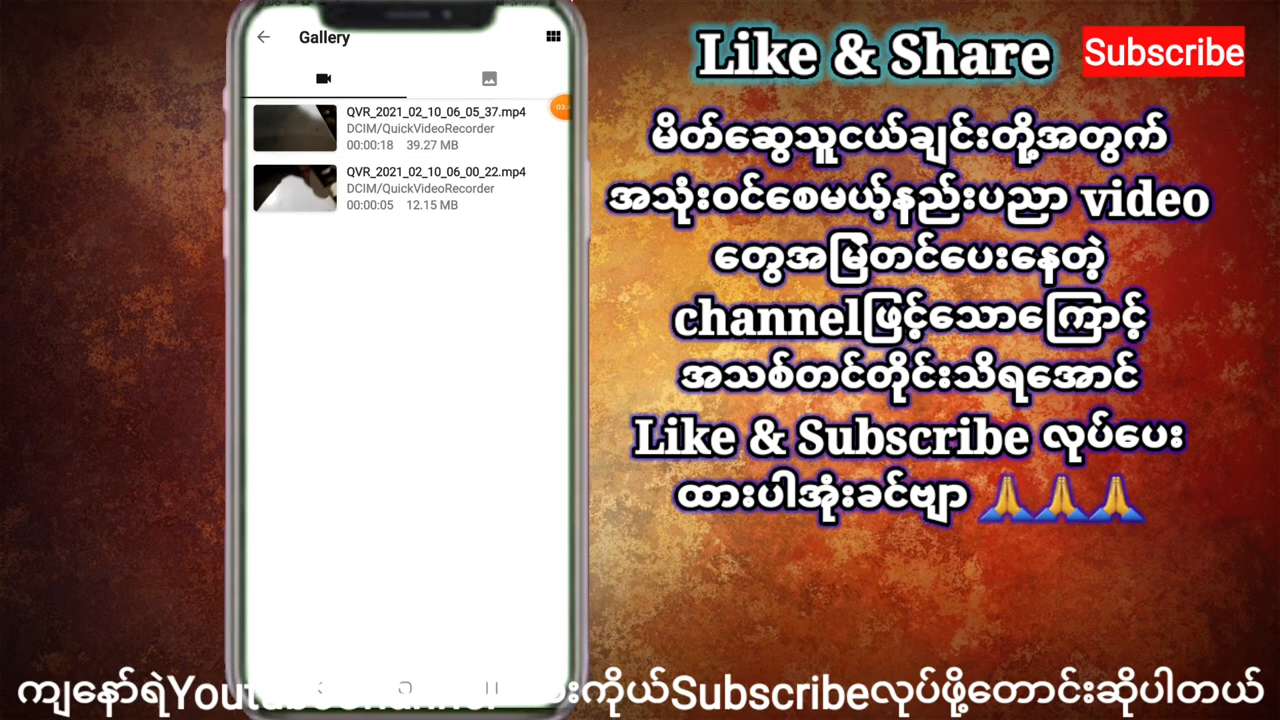 Gallery
QVR_2021_02_10_06_05_37.mp4
DCIM/QuickVideoRecorder
00:00:18 39.27 MB
QVR_2021_02_10_06_00_22.mp4
DCIM/QuickVideoRecorder
00:00:05 12.15 MB
Like & Share
Subscribe
မိတ်ဆွေသူငယ်ချင်းတို့အတွက်
အသုံးဝင်စေမယ့်နည်းပညာ video
တွေအမြဲတင်ပေးနေတဲ့
channelဖြင့်သောကြောင့်
အသစ်တင်တိုင်းသိရအောင်
Like & Subscribe လုပ်ပေး
ထားပါအုံးခင်ဗျာ 🙏🙏🙏
ကျနော်ရဲ့Youtube Channel ကိုယ်Subscribeလုပ်ဖို့တောင်းဆိုပါတယ်